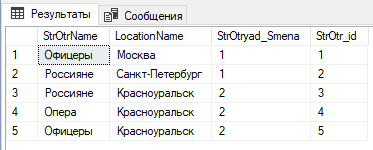 Результаты Сообщения
StrOtrName LocationName StrOtryad_Smena StrOtr_id
1 Офицеры Москва 1 1
2 Россияне Санкт-Петербург 1 2
3 Россияне Красноуральск 2 3
4 Опера Красноуральск 2 4
5 Офицеры Красноуральск 2 5